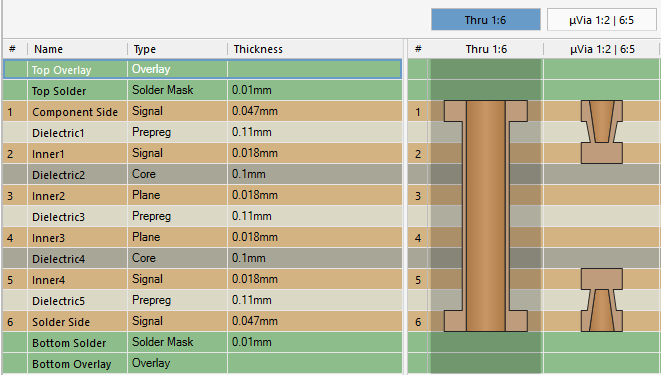 Thru 1:6 µVia 1:2 | 6:5
# Name Type Thickness # Thru 1:6 µVia 1:2 | 6:5
Top Overlay Overlay
Top Solder Solder Mask 0.01mm
1 Component Side Signal 0.047mm 1
Dielectric1 Prepreg 0.11mm
2 Inner1 Signal 0.018mm 2
Dielectric2 Core 0.1mm
3 Inner2 Plane 0.018mm 3
Dielectric3 Prepreg 0.11mm
4 Inner3 Plane 0.018mm 4
Dielectric4 Core 0.1mm
5 Inner4 Signal 0.018mm 5
Dielectric5 Prepreg 0.11mm
6 Solder Side Signal 0.047mm 6
Bottom Solder Solder Mask 0.01mm
Bottom Overlay Overlay